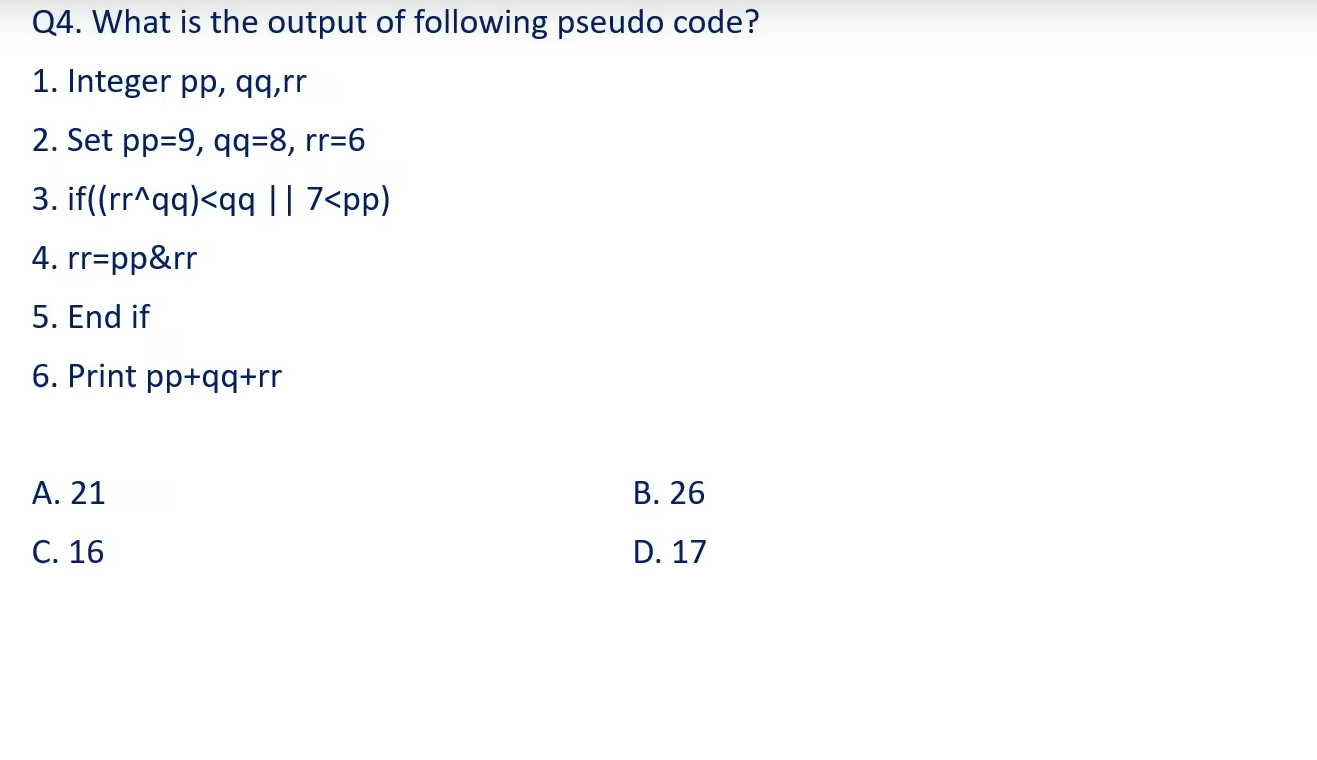 Q4. What is the output of following pseudo code?
1. Integer pp, qq,rr
2. Set pp=9, qq=8, rr=6
3. if((rr^qq)<qq || 7<pp)
4. rr=pp&rr
5. End if
6. Print pp+qq+rr
A. 21 B. 26
C. 16 D. 17